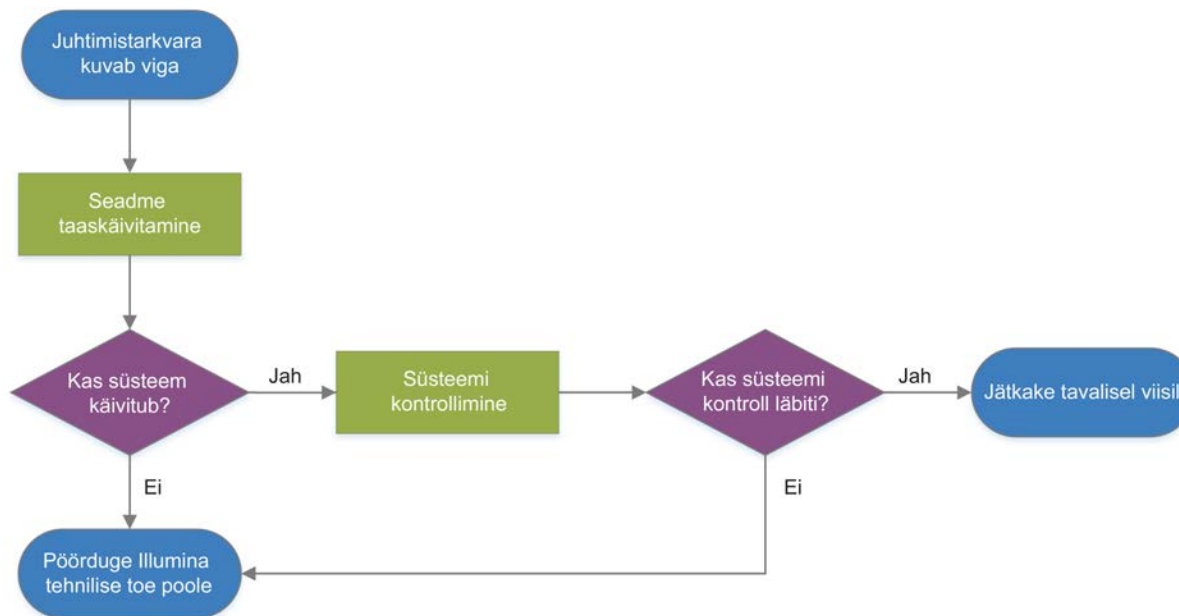 Juhtimistarkvara
kuvab viga
Seadme
taaskäivitamine
Kas süsteem
käivitub?
Jah
Süsteemi
kontrollimine
Kas süsteemi
kontroll läbiti?
Jah
Jätkake tavalisel viisil
Ei
Ei
Pöörduge Illumina
tehnilise toe poole